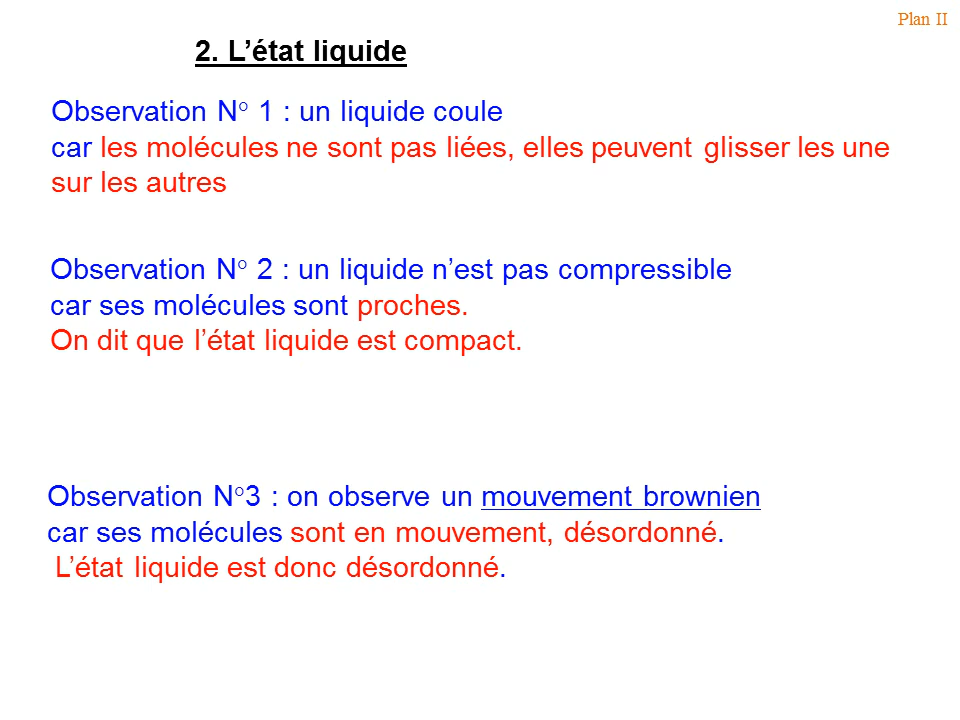 Plan II
2. L’état liquide
Observation N° 1 : un liquide coule
car les molécules ne sont pas liées, elles peuvent glisser les une
sur les autres
Observation N° 2 : un liquide n’est pas compressible
car ses molécules sont proches.
On dit que l’état liquide est compact.
Observation N°3 : on observe un mouvement brownien
car ses molécules sont en mouvement, désordonné.
L’état liquide est donc désordonné.